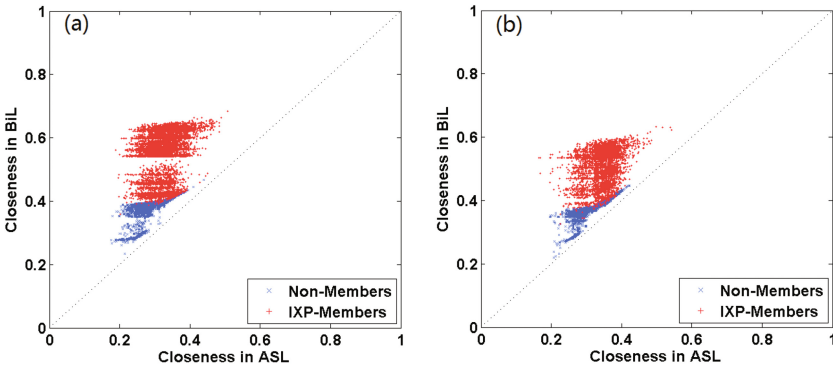 (a)
Closeness in BiL
1
0.8
0.6
0.4
0.2
0
0 0.2 0.4 0.6 0.8 1
Closeness in ASL
Non-Members
IXP-Members
(b)
Closeness in BiL
1
0.8
0.6
0.4
0.2
0
0 0.2 0.4 0.6 0.8 1
Closeness in ASL
Non-Members
IXP-Members